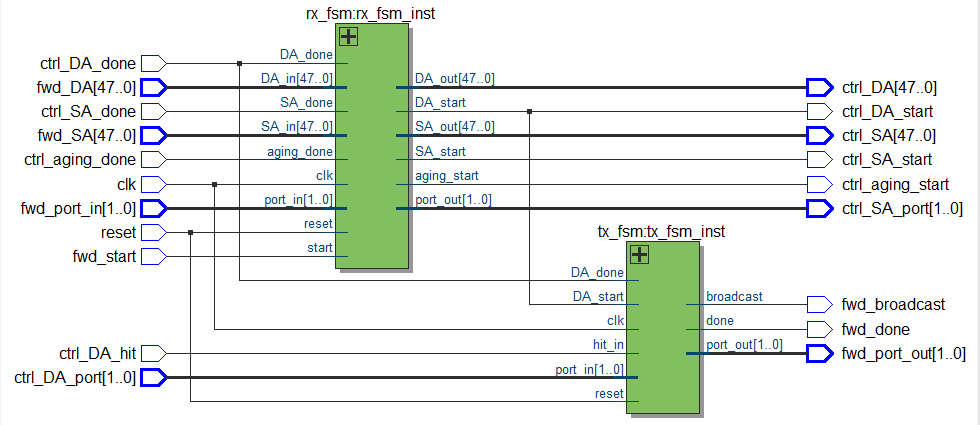 rx_fsm:rx_fsm_inst
ctrl_DA_done DA_done
fwd_DA[47..0] DA_in[47..0] DA_out[47..0] ctrl_DA[47..0]
ctrl_SA_done SA_done DA_start ctrl_DA_start
fwd_SA[47..0] SA_in[47..0] SA_out[47..0] ctrl_SA[47..0]
ctrl_aging_done aging_done SA_start ctrl_SA_start
clk clk aging_start ctrl_aging_start
fwd_port_in[1..0] port_in[1..0] port_out[1..0] ctrl_SA_port[1..0]
reset reset
fwd_start start
tx_fsm:tx_fsm_inst
DA_done
DA_start broadcast fwd_broadcast
clk done fwd_done
ctrl_DA_hit hit_in port_out[1..0] fwd_port_out[1..0]
ctrl_DA_port[1..0] port_in[1..0]
reset